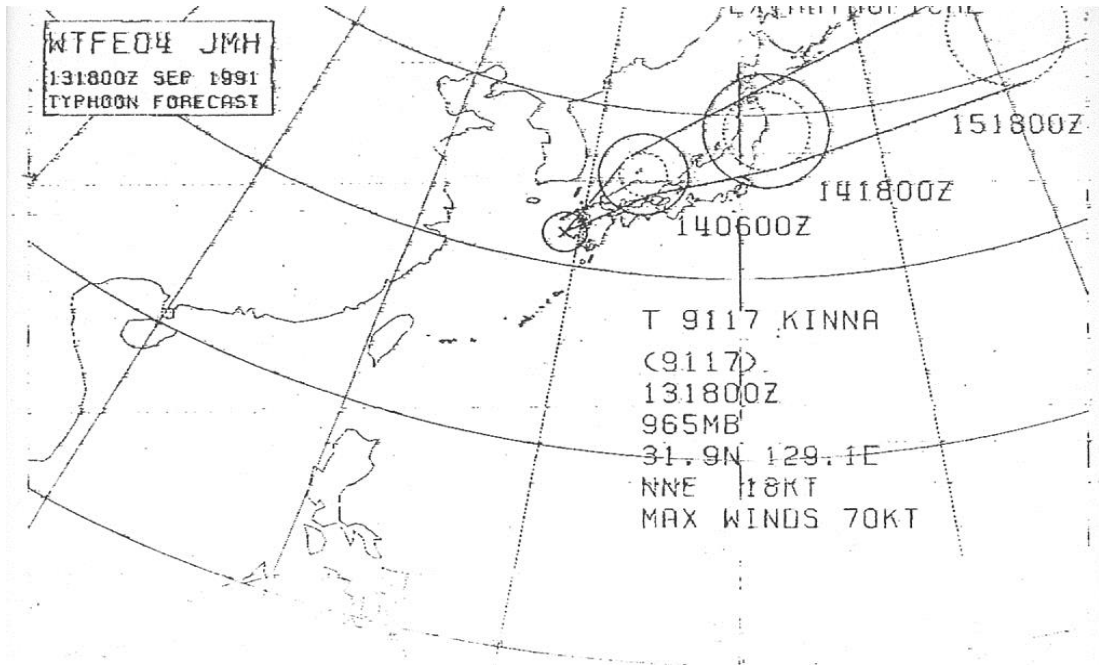 WTFE04 JMH
131800Z SEP 1991
TYPHOON FORECAST
151800Z
141800Z
140600Z
T 9117 KINNA
(9117)
131800Z
965MB
31.9N 129.1E
NNE 18KT
MAX WINDS 70KT